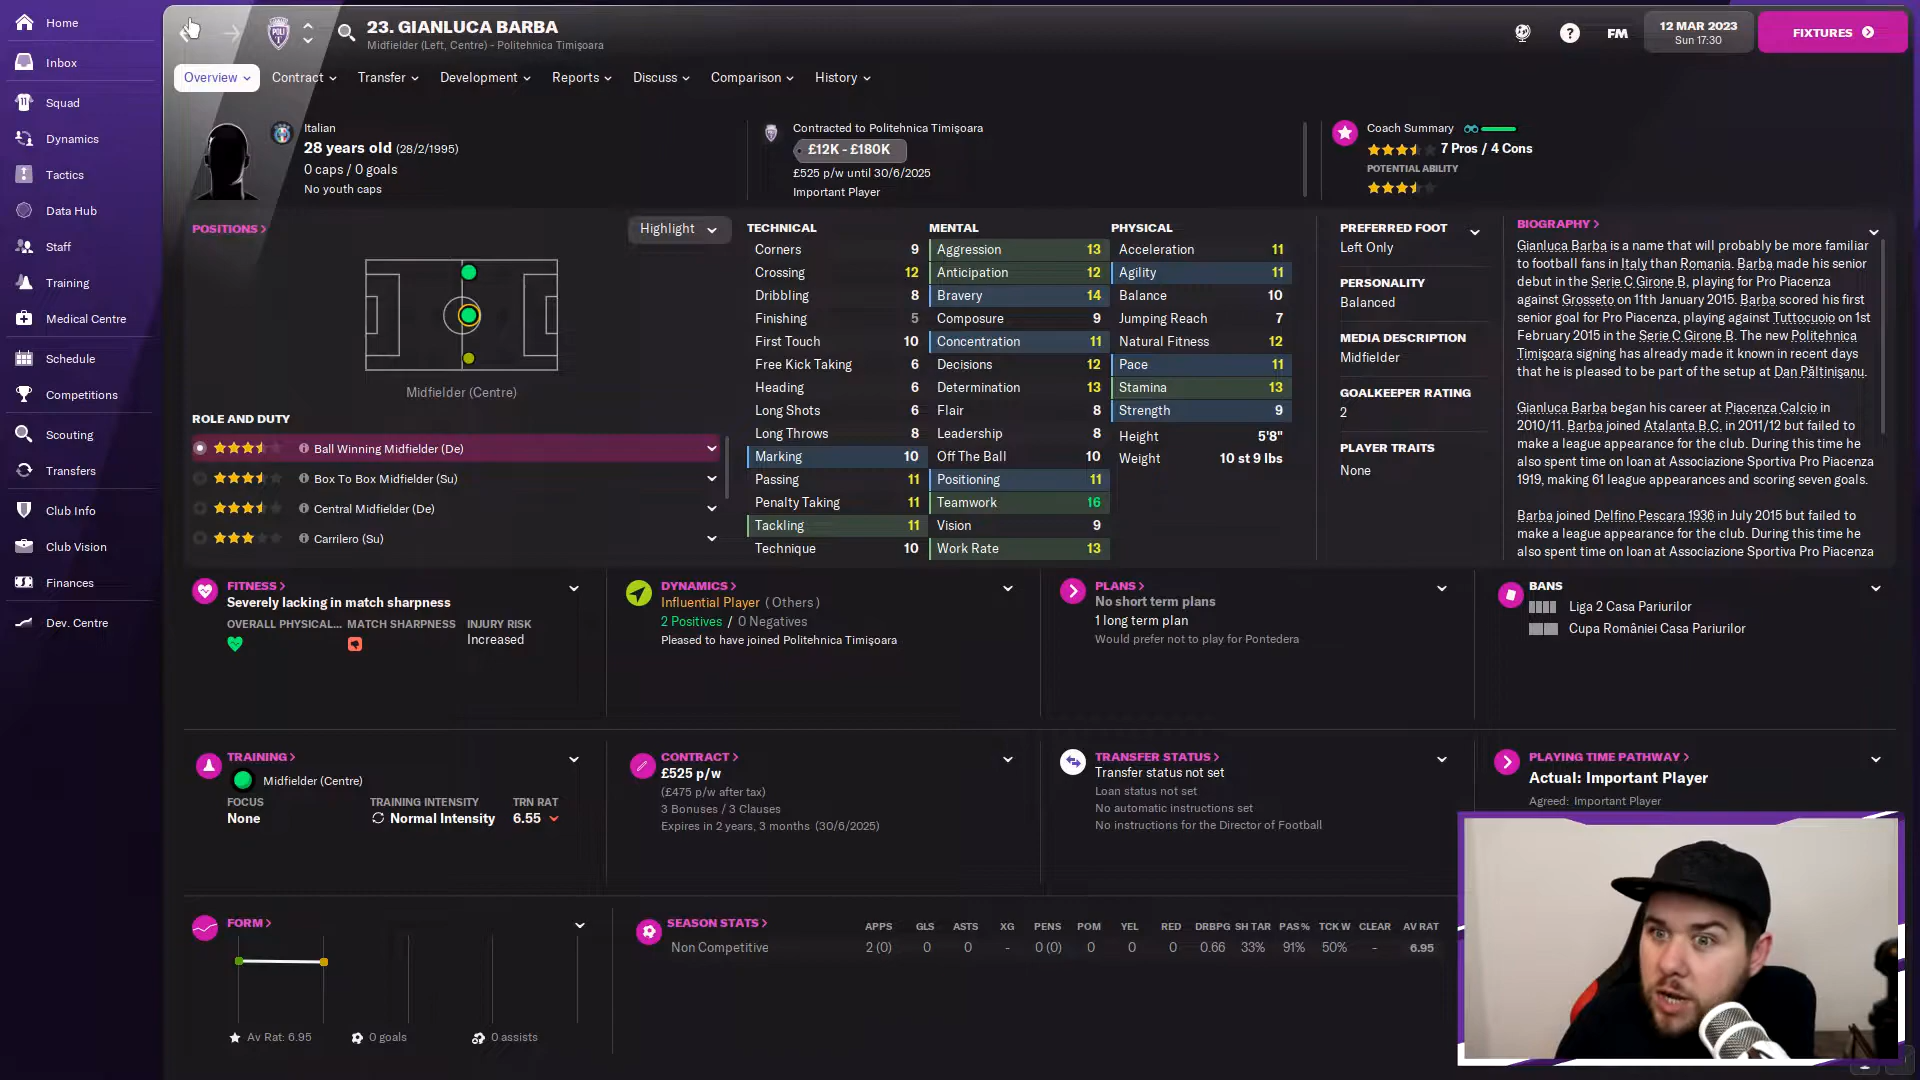 Home
Inbox
Squad
Dynamics
Tactics
Data Hub
Staff
Training
Medical Centre
Schedule
Competitions
Scouting
Transfers
Club Info
Club Vision
Finances
Dev. Centre
POLI
23. GIANLUCA BARBA
Midfielder (Left, Centre) - Politehnica Timişoara
?
FM
12 MAR 2023
Sun 17:30
FIXTURES
Overview
Contract
Transfer
Development
Reports
Discuss
Comparison
History
Italian
28 years old (28/2/1995)
0 caps / 0 goals
No youth caps
Contracted to Politehnica Timişoara
£12K - £180K
£525 p/w until 30/6/2025
Important Player
Coach Summary
7 Pros / 4 Cons
POTENTIAL ABILITY
POSITIONS >
Highlight
Midfielder (Centre)
ROLE AND DUTY
Ball Winning Midfielder (De)
Box To Box Midfielder (Su)
Central Midfielder (De)
Carrilero (Su)
TECHNICAL
Corners 9
Crossing 12
Dribbling 8
Finishing 5
First Touch 10
Free Kick Taking 6
Heading 6
Long Shots 6
Long Throws 8
Marking 10
Passing 11
Penalty Taking 11
Tackling 11
Technique 10
MENTAL
Aggression 13
Anticipation 12
Bravery 14
Composure 9
Concentration 11
Decisions 12
Determination 13
Flair 8
Leadership 8
Off The Ball 10
Positioning 11
Teamwork 16
Vision 9
Work Rate 13
PHYSICAL
Acceleration 11
Agility 11
Balance 10
Jumping Reach 7
Natural Fitness 12
Pace 11
Stamina 13
Strength 9
Height 5'8"
Weight 10 st 9 lbs
PREFERRED FOOT
Left Only
PERSONALITY
Balanced
MEDIA DESCRIPTION
Midfielder
GOALKEEPER RATING
2
PLAYER TRAITS
None
BIOGRAPHY >
Gianluca Barba is a name that will probably be more familiar
to football fans in Italy than Romania. Barba made his senior
debut in the Serie C Girone B, playing for Pro Piacenza
against Grosseto on 11th January 2015. Barba scored his first
senior goal for Pro Piacenza, playing against Tuttocuoio on 1st
February 2015 in the Serie C Girone B. The new Politehnica
Timişoara signing has already made it known in recent days
that he is pleased to be part of the setup at Dan Păltinişanu.
Gianluca Barba began his career at Piacenza Calcio in
2010/11. Barba joined Atalanta B.C. in 2011/12 but failed to
make a league appearance for the club. During this time he
also spent time on loan at Associazione Sportiva Pro Piacenza
1919, making 61 league appearances and scoring seven goals.
Barba joined Delfino Pescara 1936 in July 2015 but failed to
make a league appearance for the club. During this time he
also spent time on loan at Associazione Sportiva Pro Piacenza
FITNESS >
Severely lacking in match sharpness
OVERALL PHYSICAL... MATCH SHARPNESS INJURY RISK
Increased
DYNAMICS >
Influential Player (Others)
2 Positives / 0 Negatives
Pleased to have joined Politehnica Timişoara
PLANS >
No short term plans
1 long term plan
Would prefer not to play for Pontedera
BANS
Liga 2 Casa Pariurilor
Cupa României Casa Pariurilor
TRAINING >
Midfielder (Centre)
FOCUS TRAINING INTENSITY TRN RAT
None Normal Intensity 6.55
CONTRACT >
£525 p/w
(£475 p/w after tax)
3 Bonuses / 3 Clauses
Expires in 2 years, 3 months (30/6/2025)
TRANSFER STATUS >
Transfer status not set
Loan status not set
No automatic instructions set
No instructions for the Director of Football
PLAYING TIME PATHWAY >
Actual: Important Player
Agreed: Important Player
FORM >
Av Rat: 6.95 0 goals 0 assists
SEASON STATS > APPS GLS ASTS XG PENS POM YEL RED DRBPG SH TAR PAS % TCK W CLEAR AV RAT
Non Competitive 2 (0) 0 0 - 0 (0) 0 0 0 0.66 33% 91% 50% - 6.95